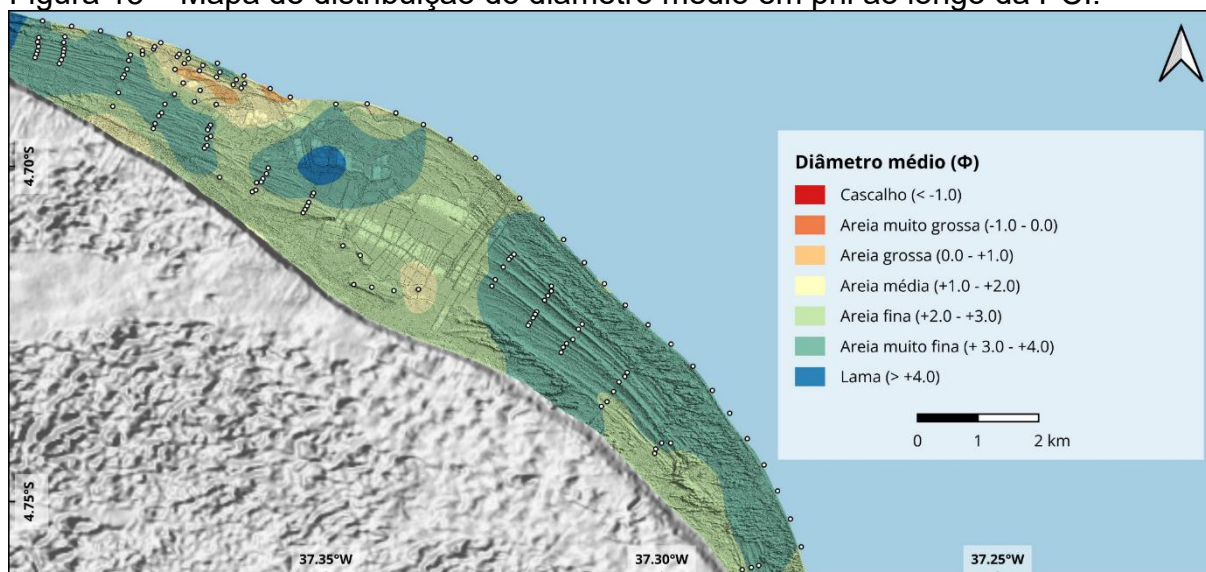 Figura 15 – Mapa de distribuição do diâmetro médio em phi ao longo da PCI.
4.70°S
Diâmetro médio (Φ)
Cascalho (< -1.0)
Areia muito grossa (-1.0 - 0.0)
Areia grossa (0.0 - +1.0)
Areia média (+1.0 - +2.0)
Areia fina (+2.0 - +3.0)
Areia muito fina (+ 3.0 - +4.0)
Lama (> +4.0)
0 1 2 km
4.75°S
37.35°W 37.30°W 37.25°W